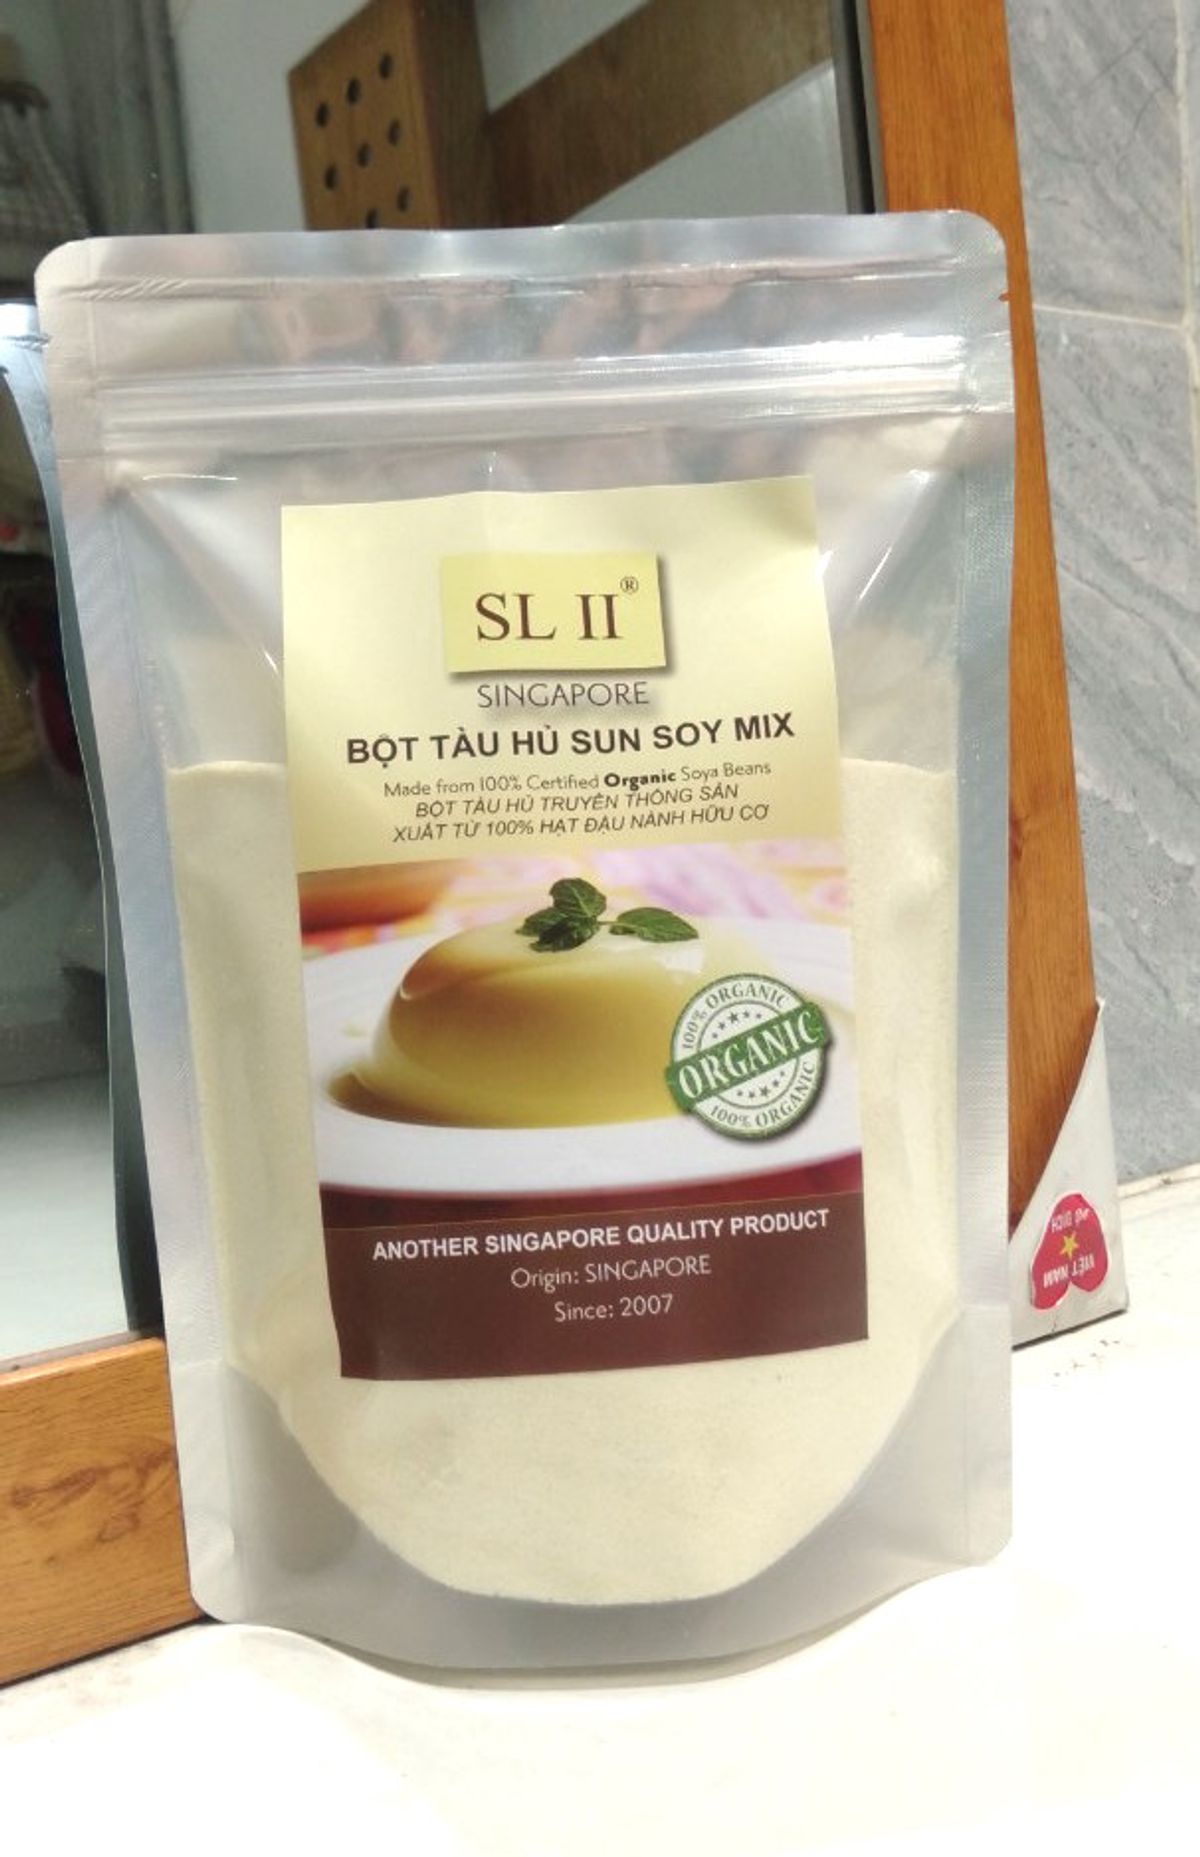 SL II®
SINGAPORE
BỘT TÀU HỦ SUN SOY MIX
Made from 100% Certified Organic Soya Beans
BỘT TÀU HỦ TRUYỀN THỐNG SẢN
XUẤT TỪ 100% HẠT ĐẬU NÀNH HỮU CƠ
100% ORGANIC
ORGANIC
100% ORGANIC
ANOTHER SINGAPORE QUALITY PRODUCT
Origin: SINGAPORE
Since: 2007
VIỆT NAM